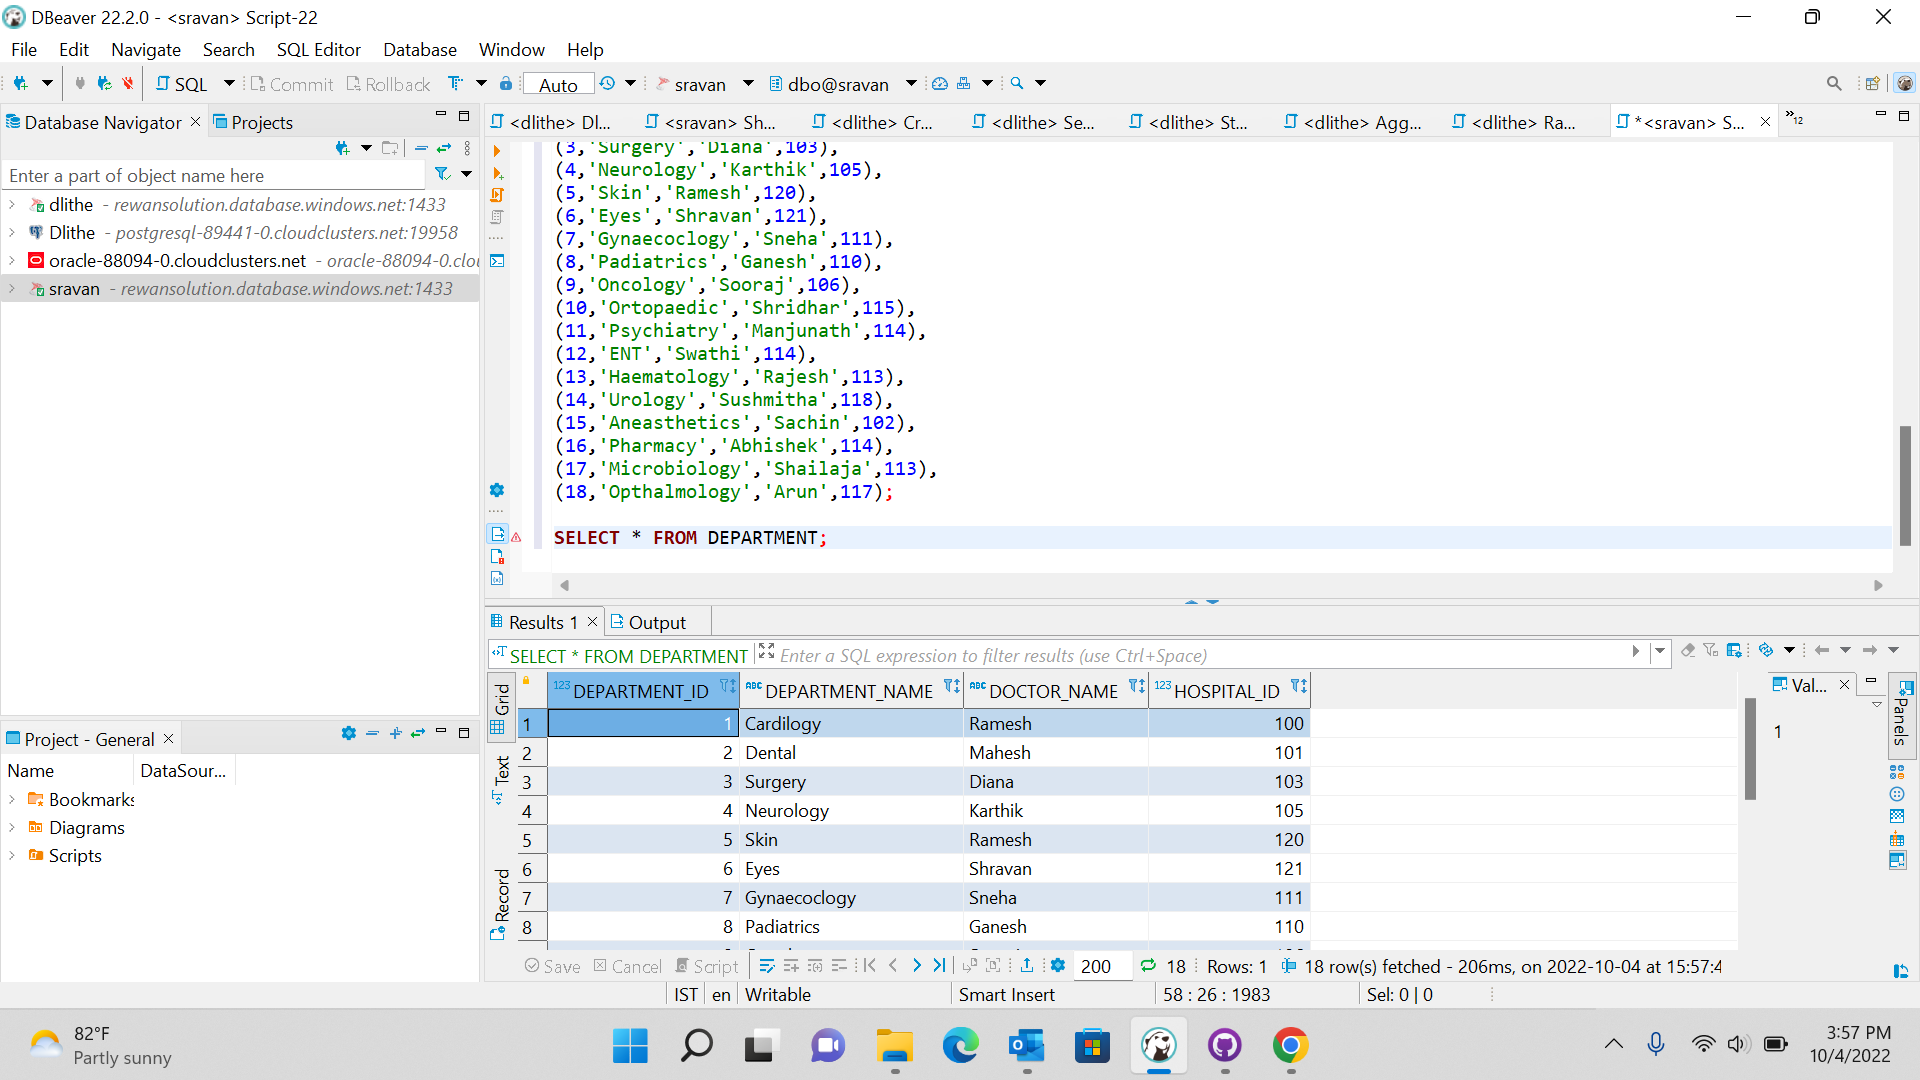 DBeaver 22.2.0 - <sravan> Script-22
File Edit Navigate Search SQL Editor Database Window Help
SQL Commit Rollback Auto sravan dbo@sravan
Database Navigator Projects
<dlithe> Dl... <sravan> Sh... <dlithe> Cr... <dlithe> Se... <dlithe> St... <dlithe> Agg... <dlithe> Ra... *<sravan> S... »12
Enter a part of object name here
dlithe - rewansolution.database.windows.net:1433
Dlithe - postgresql-89441-0.cloudclusters.net:19958
oracle-88094-0.cloudclusters.net - oracle-88094-0.clou
sravan - rewansolution.database.windows.net:1433
(3,'Surgery','Diana',103),
(4,'Neurology','Karthik',105),
(5,'Skin','Ramesh',120),
(6,'Eyes','Shravan',121),
(7,'Gynaecoclogy','Sneha',111),
(8,'Padiatrics','Ganesh',110),
(9,'Oncology','Sooraj',106),
(10,'Ortopaedic','Shridhar',115),
(11,'Psychiatry','Manjunath',114),
(12,'ENT','Swathi',114),
(13,'Haematology','Rajesh',113),
(14,'Urology','Sushmitha',118),
(15,'Aneasthetics','Sachin',102),
(16,'Pharmacy','Abhishek',114),
(17,'Microbiology','Shailaja',113),
(18,'Opthalmology','Arun',117);
SELECT * FROM DEPARTMENT;
Project - General
Name DataSour...
Bookmarks
Diagrams
Scripts
Results 1 Output
SELECT * FROM DEPARTMENT Enter a SQL expression to filter results (use Ctrl+Space)
Grid
Text
Record
123 DEPARTMENT_ID ABC DEPARTMENT_NAME ABC DOCTOR_NAME 123 HOSPITAL_ID
1 1 Cardilogy Ramesh 100
2 2 Dental Mahesh 101
3 3 Surgery Diana 103
4 4 Neurology Karthik 105
5 5 Skin Ramesh 120
6 6 Eyes Shravan 121
7 7 Gynaecoclogy Sneha 111
8 8 Padiatrics Ganesh 110
Val...
1
Panels
Save Cancel Script 200 18 Rows: 1 18 row(s) fetched - 206ms, on 2022-10-04 at 15:57:4
IST en Writable Smart Insert 58 : 26 : 1983 Sel: 0 | 0
82°F
Partly sunny
3:57 PM
10/4/2022